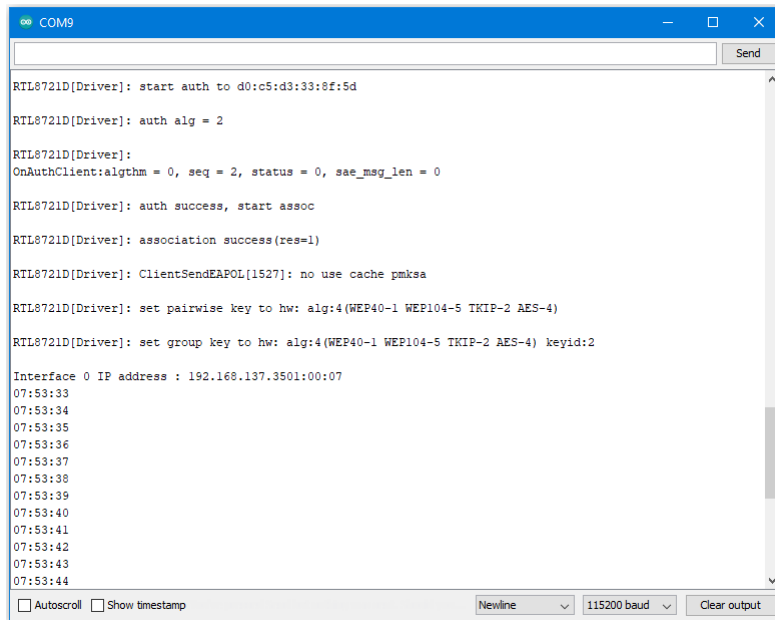 COM9
Send
RTL8721D[Driver]: start auth to d0:c5:d3:33:8f:5d
RTL8721D[Driver]: auth alg = 2
RTL8721D[Driver]:
OnAuthClient:algthm = 0, seq = 2, status = 0, sae_msg_len = 0
RTL8721D[Driver]: auth success, start assoc
RTL8721D[Driver]: association success(res=1)
RTL8721D[Driver]: ClientSendEAPOL[1527]: no use cache pmksa
RTL8721D[Driver]: set pairwise key to hw: alg:4(WEP40-1 WEP104-5 TKIP-2 AES-4)
RTL8721D[Driver]: set group key to hw: alg:4(WEP40-1 WEP104-5 TKIP-2 AES-4) keyid:2
Interface 0 IP address : 192.168.137.3501:00:07
07:53:33
07:53:34
07:53:35
07:53:36
07:53:37
07:53:38
07:53:39
07:53:40
07:53:41
07:53:42
07:53:43
07:53:44
Autoscroll Show timestamp Newline 115200 baud Clear output